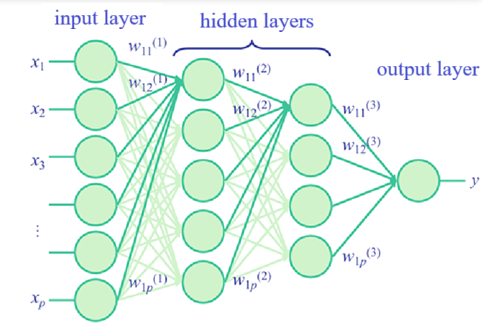 input layer
hidden layers
output layer
x₁
x₂
x₃
⋮
xₚ
w₁₁⁽¹⁾
w₁₂⁽¹⁾
w₁ₚ⁽¹⁾
w₁₁⁽²⁾
w₁₂⁽²⁾
w₁ₚ⁽²⁾
w₁₁⁽³⁾
w₁₂⁽³⁾
w₁ₚ⁽³⁾
y